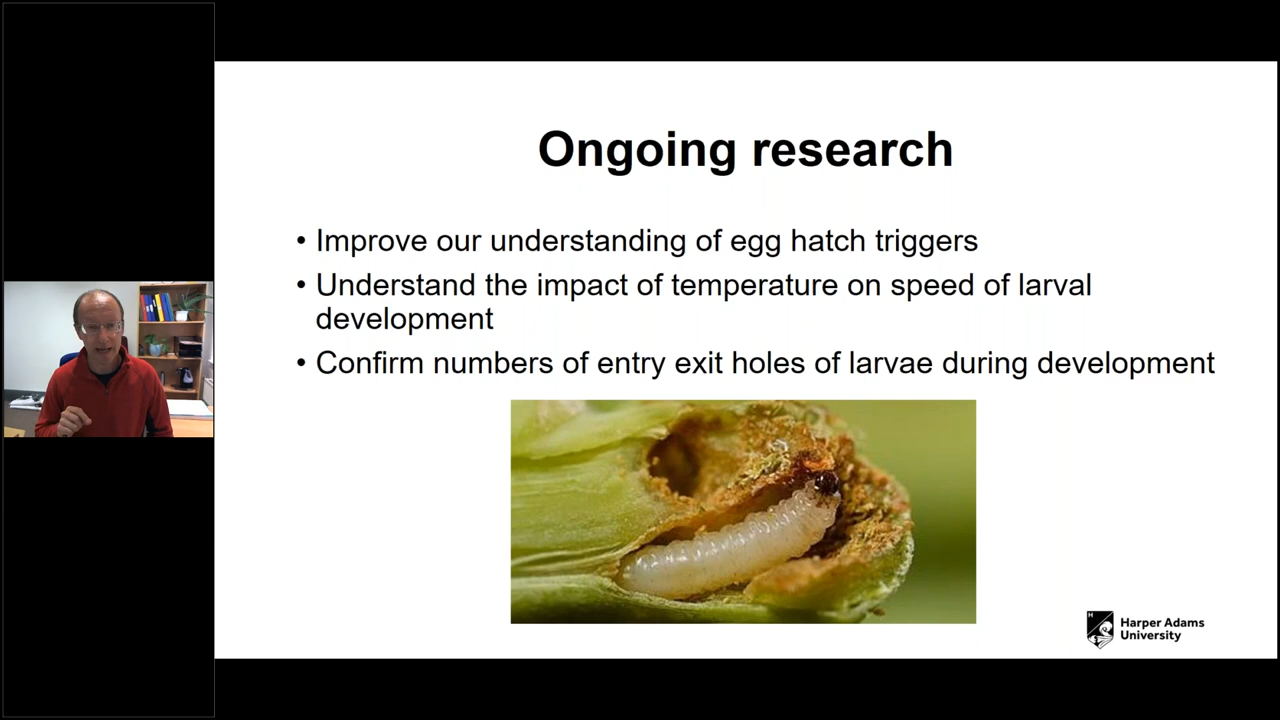 Ongoing research
• Improve our understanding of egg hatch triggers
• Understand the impact of temperature on speed of larval
development
• Confirm numbers of entry exit holes of larvae during development
Harper Adams
University